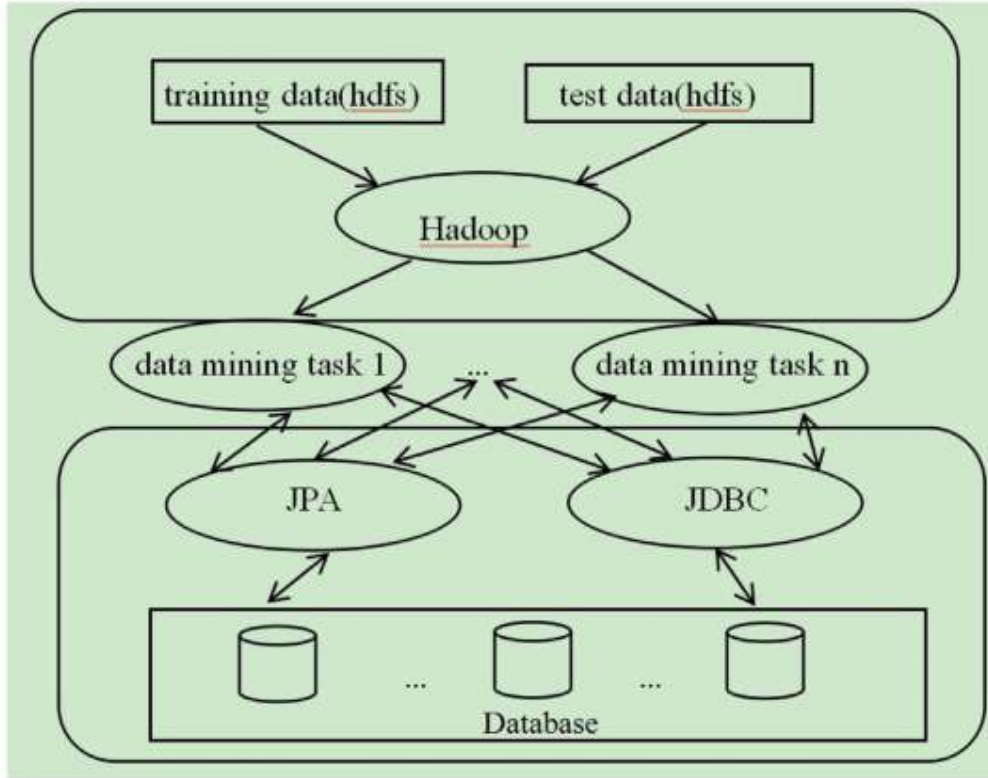 training data(hdfs)
test data(hdfs)
Hadoop
data mining task 1
...
data mining task n
JPA
JDBC
... ...
Database